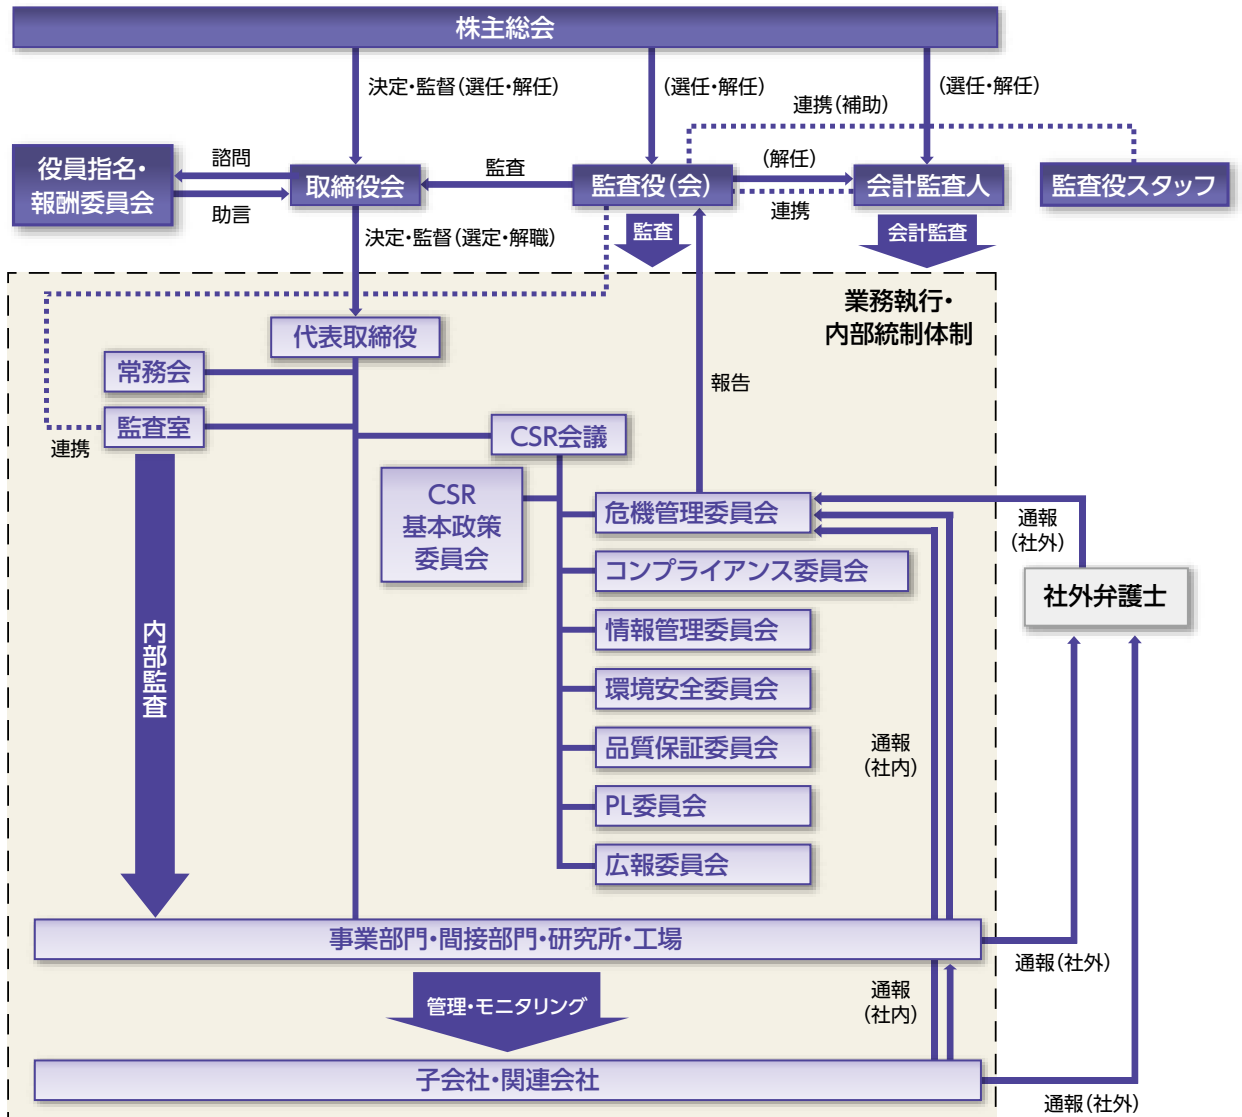 株主総会
決定・監督(選任・解任)
(選任・解任)
(選任・解任)
連携(補助)
役員指名・
報酬委員会
諮問
助言
取締役会
監査
監査役(会)
(解任)
連携
会計監査人
監査役スタッフ
決定・監督(選定・解職)
監査
会計監査
業務執行・
内部統制体制
代表取締役
常務会
監査室
連携
報告
CSR会議
CSR
基本政策
委員会
危機管理委員会
コンプライアンス委員会
情報管理委員会
環境安全委員会
品質保証委員会
PL委員会
広報委員会
通報
(社外)
社外弁護士
内部監査
通報
(社内)
事業部門・間接部門・研究所・工場
通報(社外)
管理・モニタリング
通報
(社内)
子会社・関連会社
通報(社外)